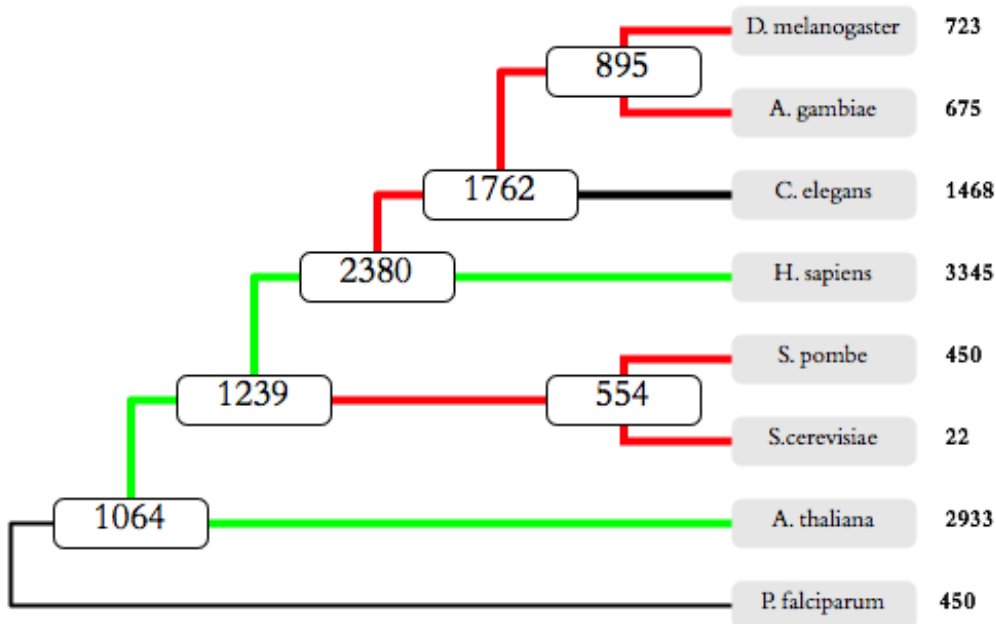 D. melanogaster 723
895
A. gambiae 675
1762
C. elegans 1468
2380
H. sapiens 3345
S. pombe 450
1239
554
S.cerevisiae 22
1064
A. thaliana 2933
P. falciparum 450